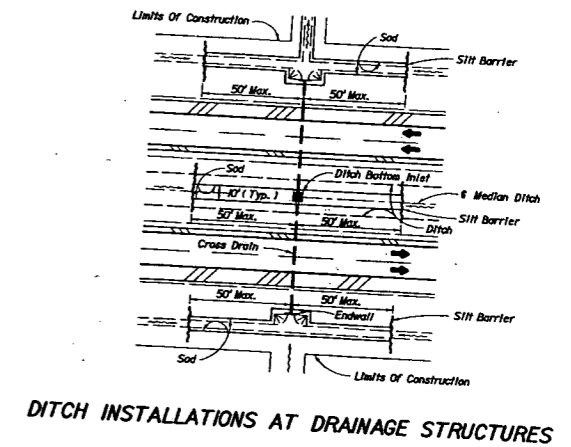 Limits Of Construction
Sod
Silt Barrier
50' Max.
50' Max.
Sod
Ditch Bottom Inlet
10' (Typ.)
℄ Median Ditch
Silt Barrier
50' Max.
50' Max.
Ditch
Cross Drain
50' Max.
50' Max.
Endwall
Silt Barrier
Sod
Limits Of Construction
DITCH INSTALLATIONS AT DRAINAGE STRUCTURES